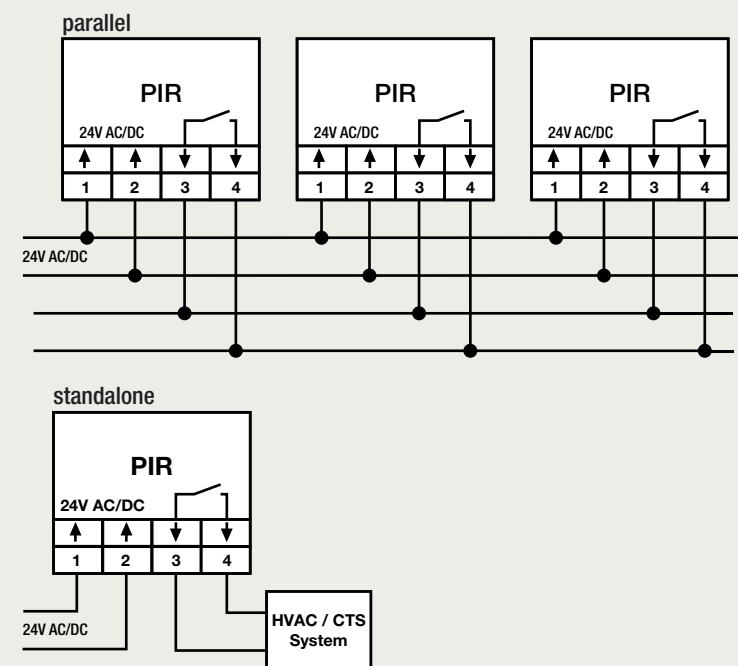 parallel
PIR PIR PIR
24V AC/DC 24V AC/DC 24V AC/DC
1 2 3 4 1 2 3 4 1 2 3 4
24V AC/DC
standalone
PIR
24V AC/DC
1 2 3 4
HVAC / CTS
24V AC/DC
System